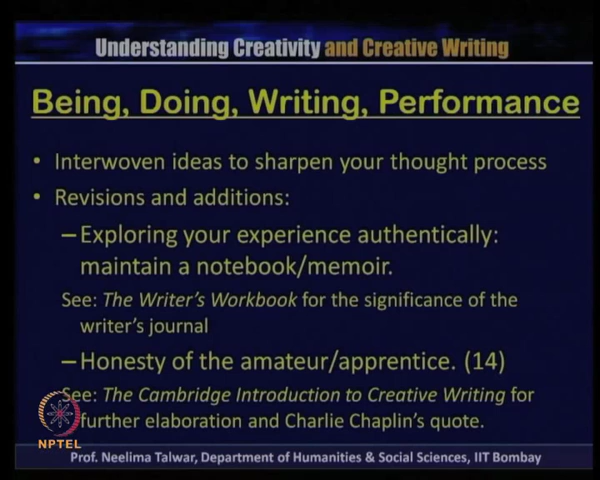 Understanding Creativity and Creative Writing
Being, Doing, Writing, Performance
• Interwoven ideas to sharpen your thought process
• Revisions and additions:
–Exploring your experience authentically:
maintain a notebook/memoir.
See: The Writer's Workbook for the significance of the
writer's journal
–Honesty of the amateur/apprentice. (14)
See: The Cambridge Introduction to Creative Writing for
further elaboration and Charlie Chaplin's quote.
NPTEL
Prof. Neelima Talwar, Department of Humanities & Social Sciences, IIT Bombay